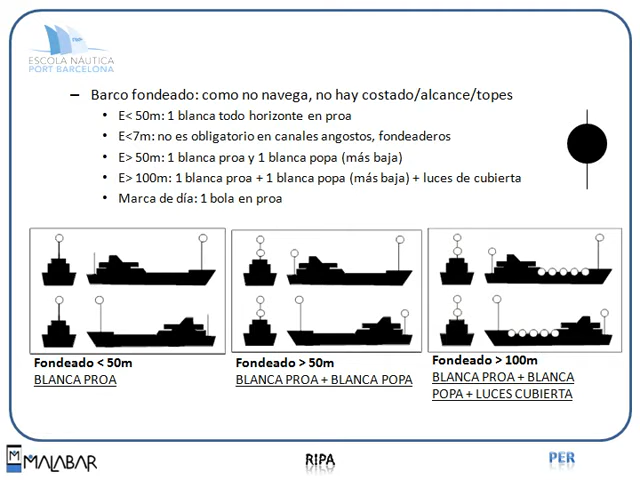 ESCOLA NÁUTICA
PORT BARCELONA
– Barco fondeado: como no navega, no hay costado/alcance/topes
• E< 50m: 1 blanca todo horizonte en proa
• E<7m: no es obligatorio en canales angostos, fondeaderos
• E> 50m: 1 blanca proa y 1 blanca popa (más baja)
• E> 100m: 1 blanca proa + 1 blanca popa (más baja) + luces de cubierta
• Marca de día: 1 bola en proa
Fondeado < 50m
BLANCA PROA
Fondeado > 50m
BLANCA PROA + BLANCA POPA
Fondeado > 100m
BLANCA PROA + BLANCA
POPA + LUCES CUBIERTA
MALABAR
RIPA
PER